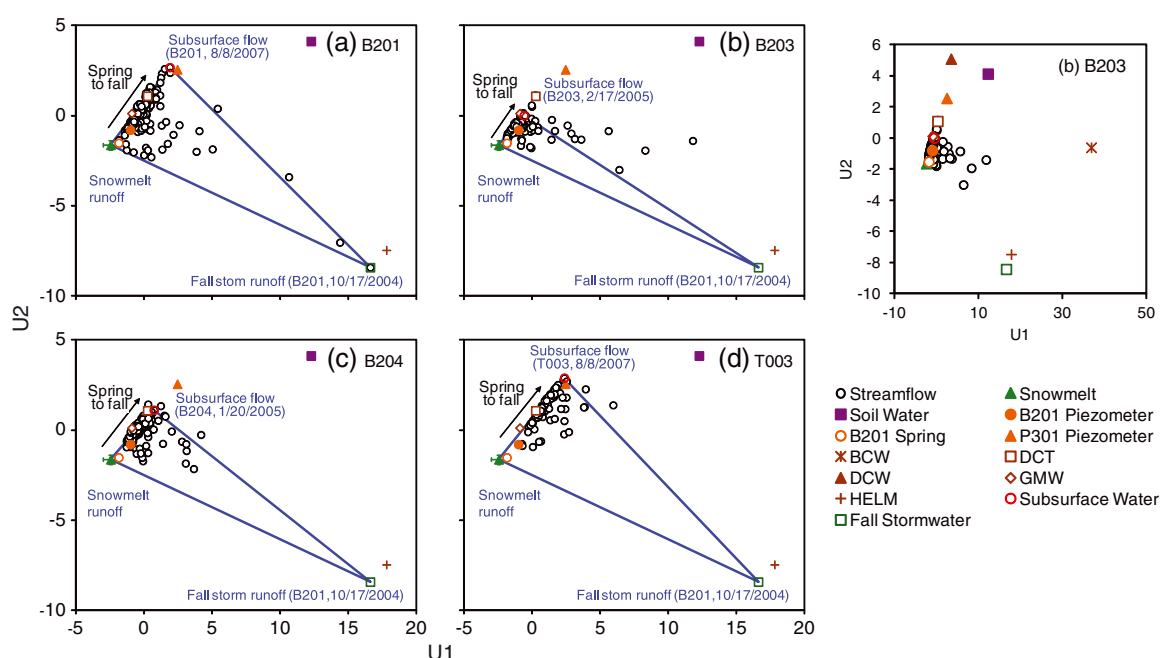 (a) B201
Subsurface flow
(B201, 8/8/2007)
Spring
to fall
Snowmelt
runoff
Fall storm runoff (B201,10/17/2004)
5
0
-5
-10
(b) B203
Subsurface flow
(B203, 2/17/2005)
Spring
to fall
Snowmelt
runoff
Fall storm runoff (B201,10/17/2004)
(b) B203
6
4
2
0
-2
-4
-6
-8
-10
U2
-10
10
30
50
U1
U2
(c) B204
Subsurface flow
(B204, 1/20/2005)
Spring
to fall
Snowmelt
runoff
Fall storm runoff (B201,10/17/2004)
5
0
-5
-10
-5
0
5
10
15
20
(d) T003
Subsurface flow
(T003, 8/8/2007)
Spring
to fall
Snowmelt
runoff
Fall storm runoff (B201,10/17/2004)
-5
0
5
10
15
20
U1
Streamflow
Soil Water
B201 Spring
BCW
DCW
HELM
Fall Stormwater
Snowmelt
B201 Piezometer
P301 Piezometer
DCT
GMW
Subsurface Water